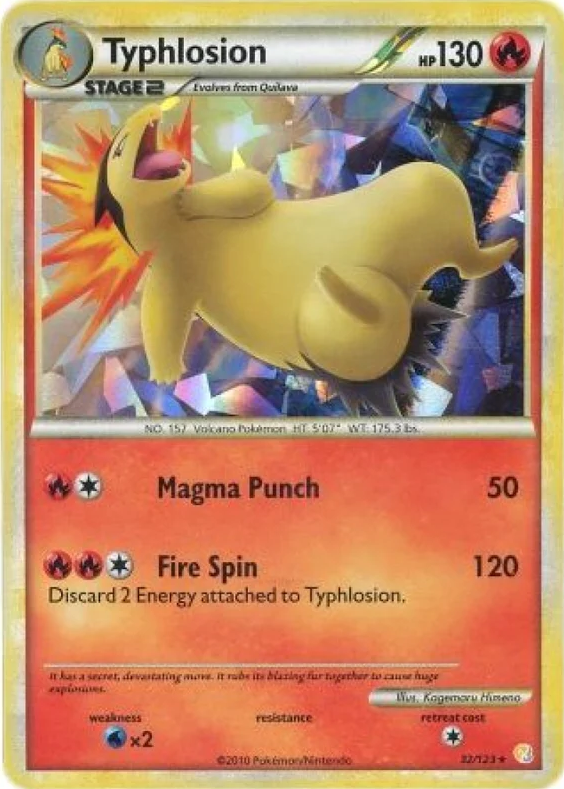 Typhlosion
HP130
STAGE 2
Evolves from Quilava
NO. 157 Volcano Pokémon HT: 5'07" WT: 175.3 lbs.
Magma Punch 50
Fire Spin 120
Discard 2 Energy attached to Typhlosion.
It has a secret, devastating move. It rubs its blazing fur together to cause huge
explosions.
Illus. Kagemaru Himeno
weakness resistance retreat cost
×2
©2010 Pokémon/Nintendo 32/123 ★